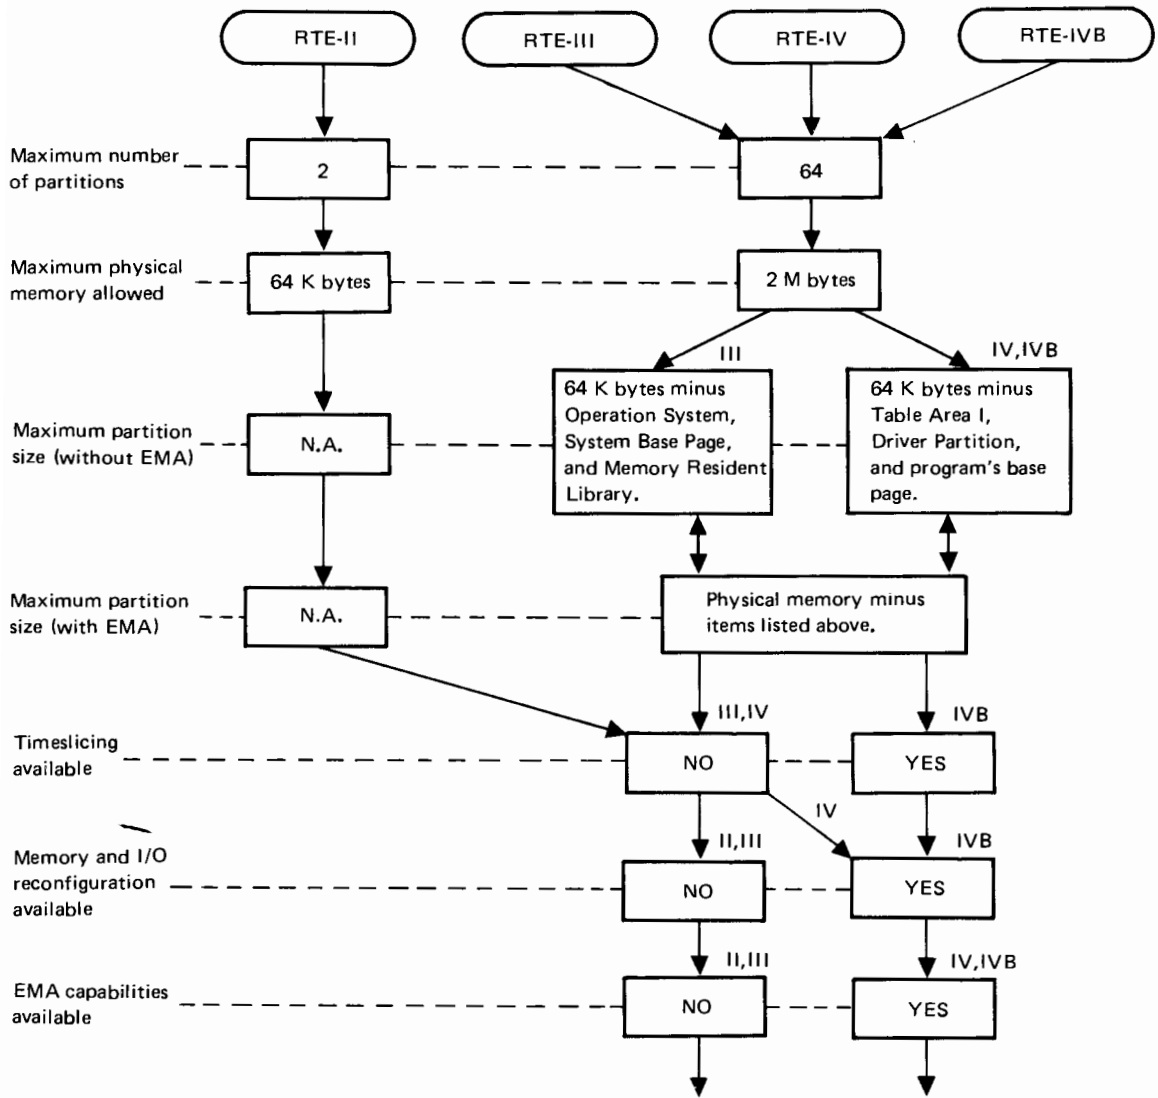 RTE-II
RTE-III
RTE-IV
RTE-IVB
Maximum number
of partitions
2
64
Maximum physical
memory allowed
64 K bytes
2 M bytes
III
IV,IVB
Maximum partition
size (without EMA)
N.A.
64 K bytes minus
Operation System,
System Base Page,
and Memory Resident
Library.
64 K bytes minus
Table Area I,
Driver Partition,
and program's base
page.
Maximum partition
size (with EMA)
N.A.
Physical memory minus
items listed above.
III,IV
IVB
Timeslicing
available
NO
YES
IV
II,III
IVB
Memory and I/O
reconfiguration
available
NO
YES
II,III
IV,IVB
EMA capabilities
available
NO
YES